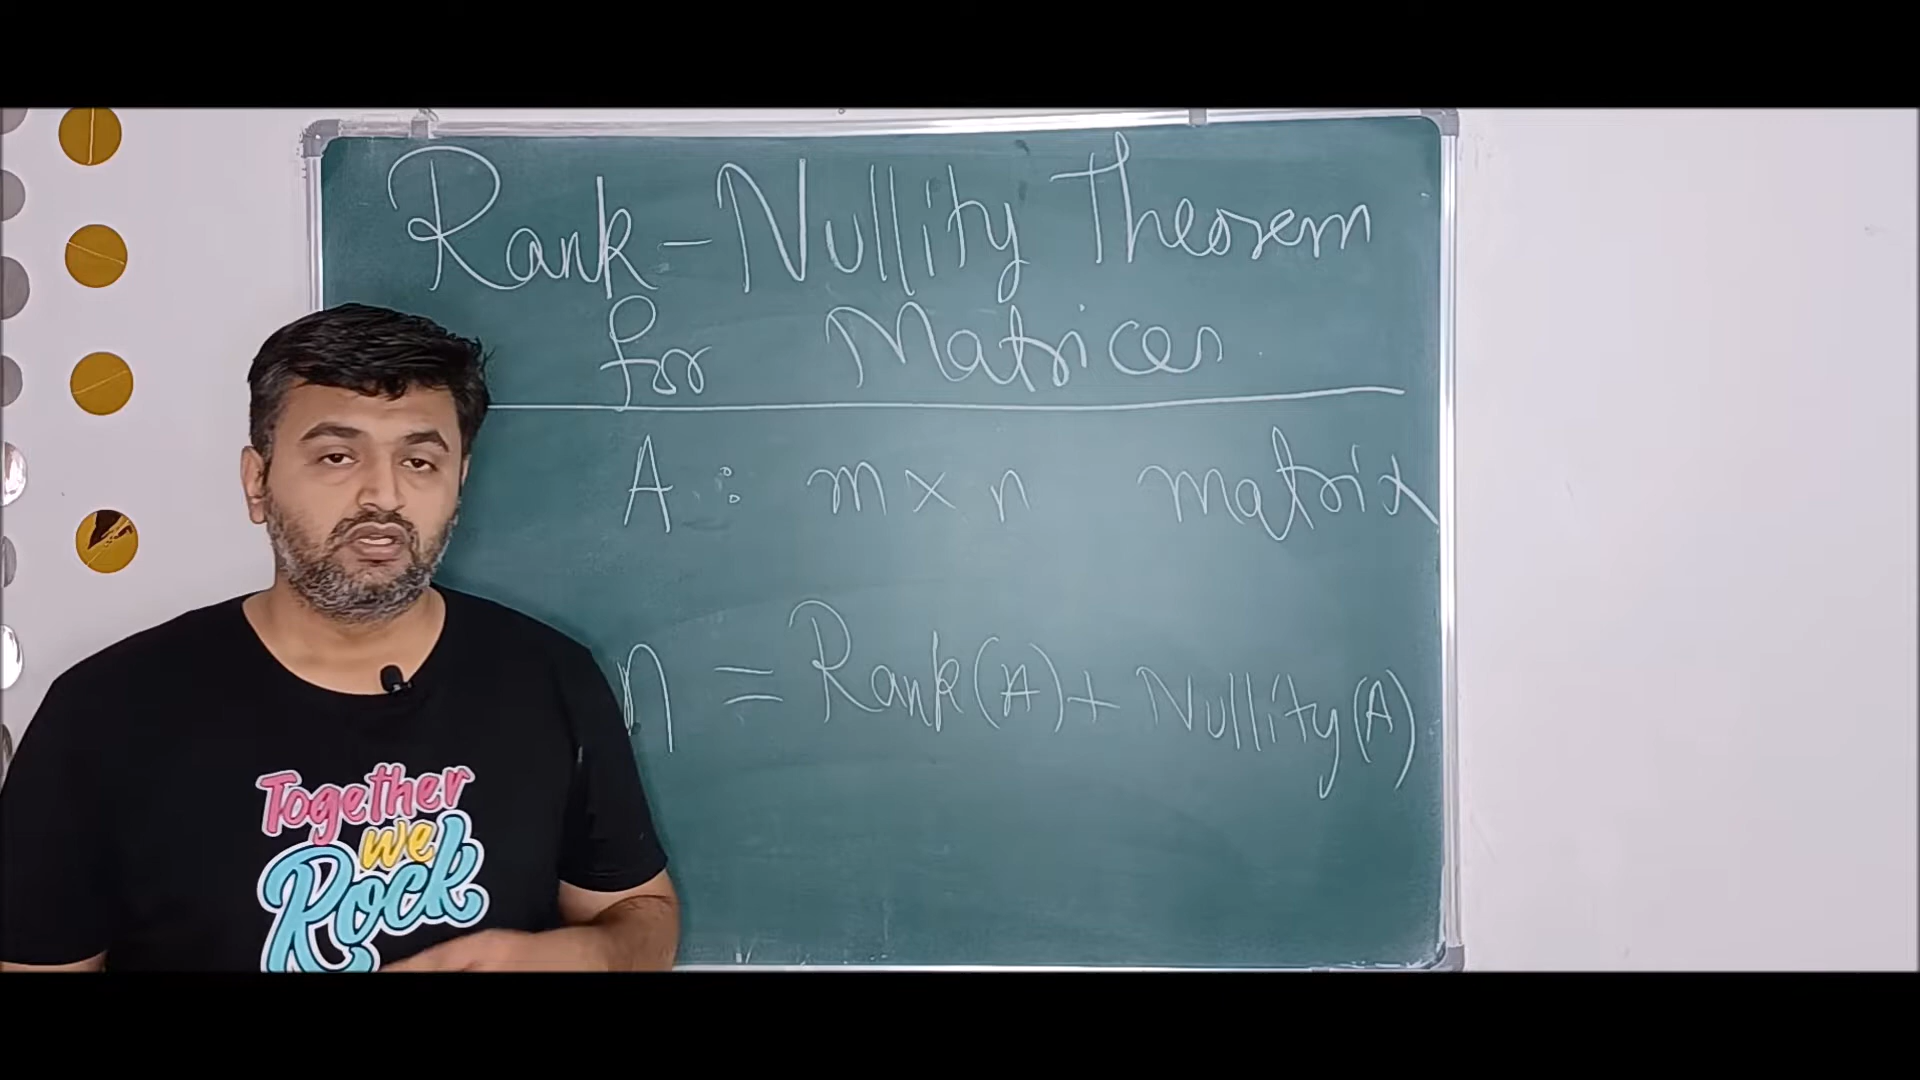 Rank-Nullity Theorem
for Matrices
A : m × n matrix
n = Rank(A) + Nullity(A)
Together
we
Rock